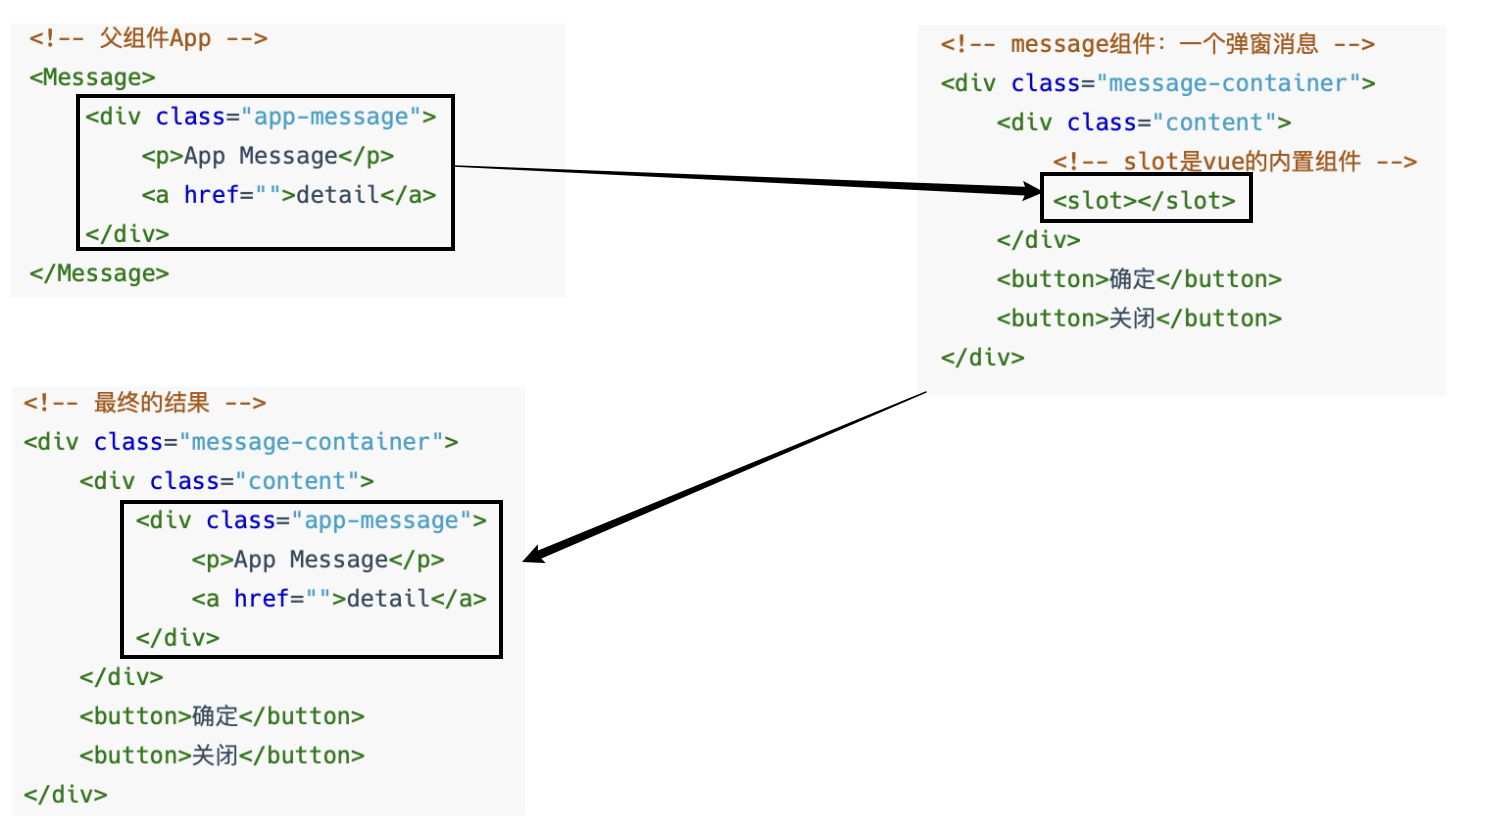 <!-- 父组件App -->
<Message>
    <div class="app-message">
        <p>App Message</p>
        <a href="">detail</a>
    </div>
</Message>
<!-- message组件：一个弹窗消息 -->
<div class="message-container">
    <div class="content">
        <!-- slot是vue的内置组件 -->
        <slot></slot>
    </div>
    <button>确定</button>
    <button>关闭</button>
</div>
<!-- 最终的结果 -->
<div class="message-container">
    <div class="content">
        <div class="app-message">
            <p>App Message</p>
            <a href="">detail</a>
        </div>
    </div>
    <button>确定</button>
    <button>关闭</button>
</div>